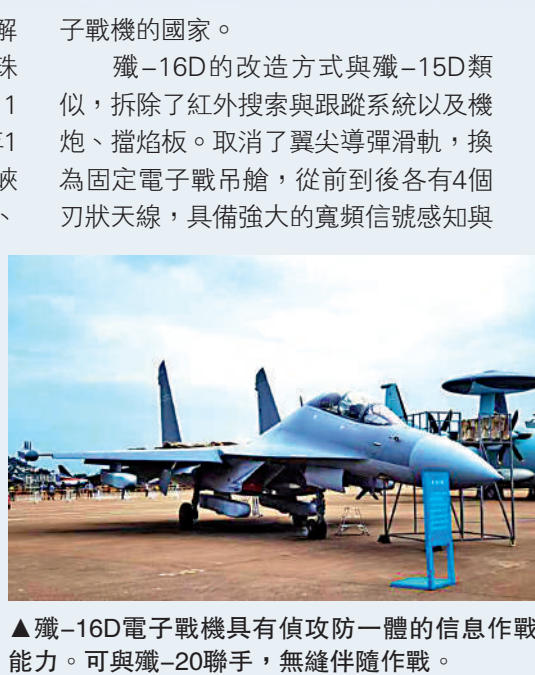 解
珠
1
1
峽
、
子戰機的國家。
殲–16D的改造方式與殲–15D類
似，拆除了紅外搜索與跟蹤系統以及機
炮、擋焰板。取消了翼尖導彈滑軌，換
為固定電子戰吊艙，從前到後各有4個
刃狀天線，具備強大的寬頻信號感知與
▲殲–16D電子戰機具有偵攻防一體的信息作戰
能力。可與殲–20聯手，無縫伴隨作戰。